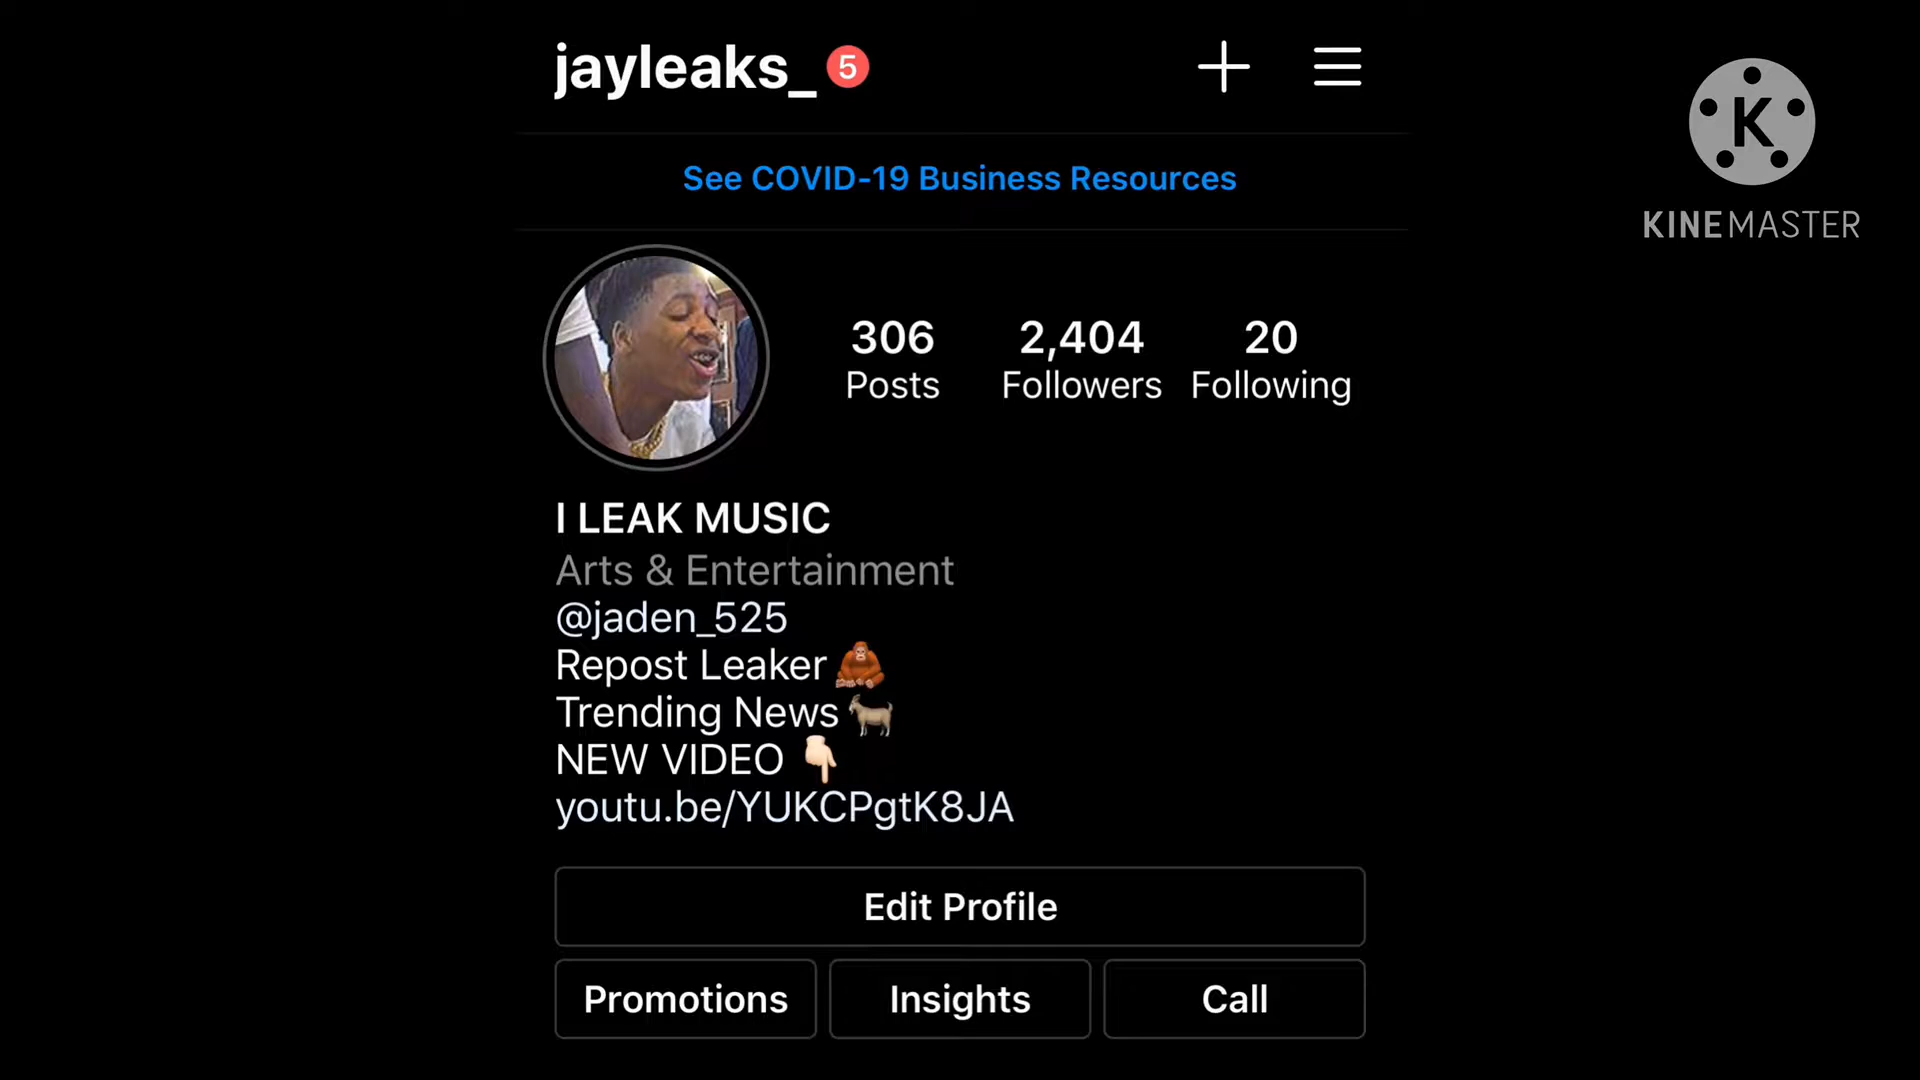 jayleaks_ 5
See COVID-19 Business Resources
306 2,404 20
Posts Followers Following
I LEAK MUSIC
Arts & Entertainment
@jaden_525
Repost Leaker🦧
Trending News🐐
NEW VIDEO 👇🏻
youtu.be/YUKCPgtK8JA
Edit Profile
Promotions Insights Call
K
KINEMASTER